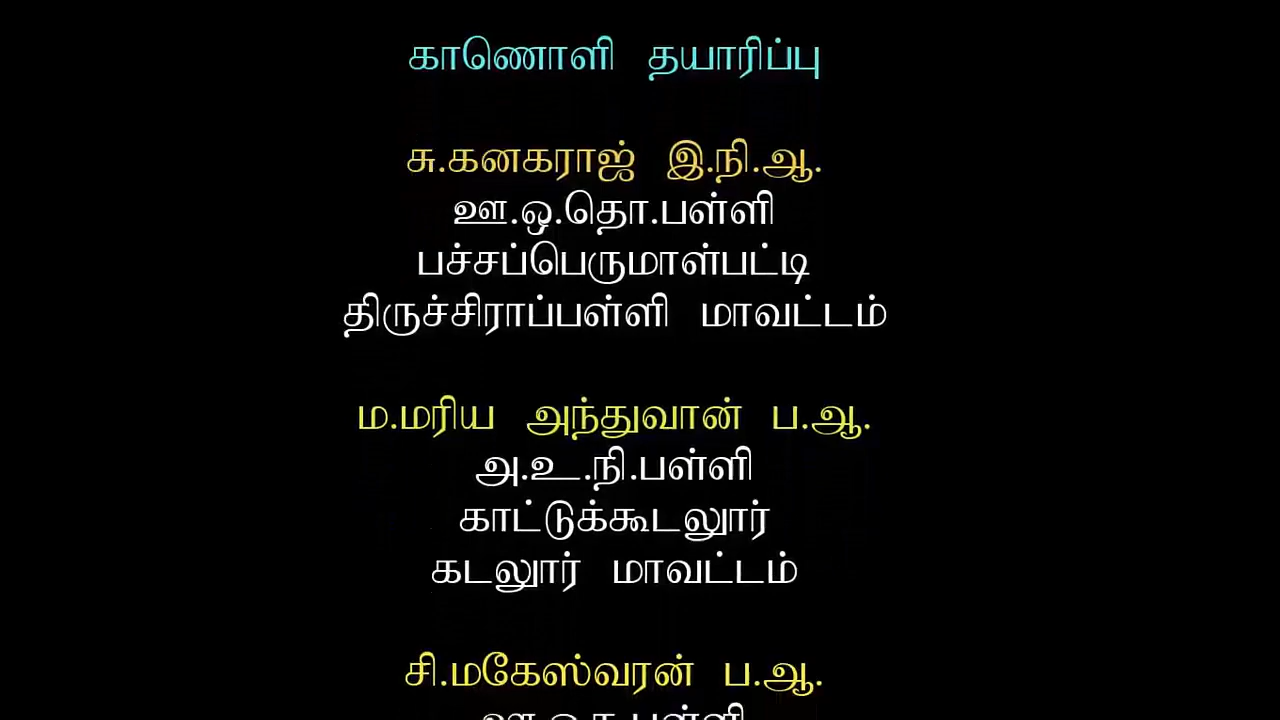 காணொளி தயாரிப்பு
சு.கனகராஜ் இ.நி.ஆ.
ஊ.ஒ.தொ.பள்ளி
பச்சப்பெருமாள்பட்டி
திருச்சிராப்பள்ளி மாவட்டம்
ம.மரிய அந்துவான் ப.ஆ.
அ.உ.நி.பள்ளி
காட்டுக்கூடலூர்
கடலூர் மாவட்டம்
சி.மகேஸ்வரன் ப.ஆ.